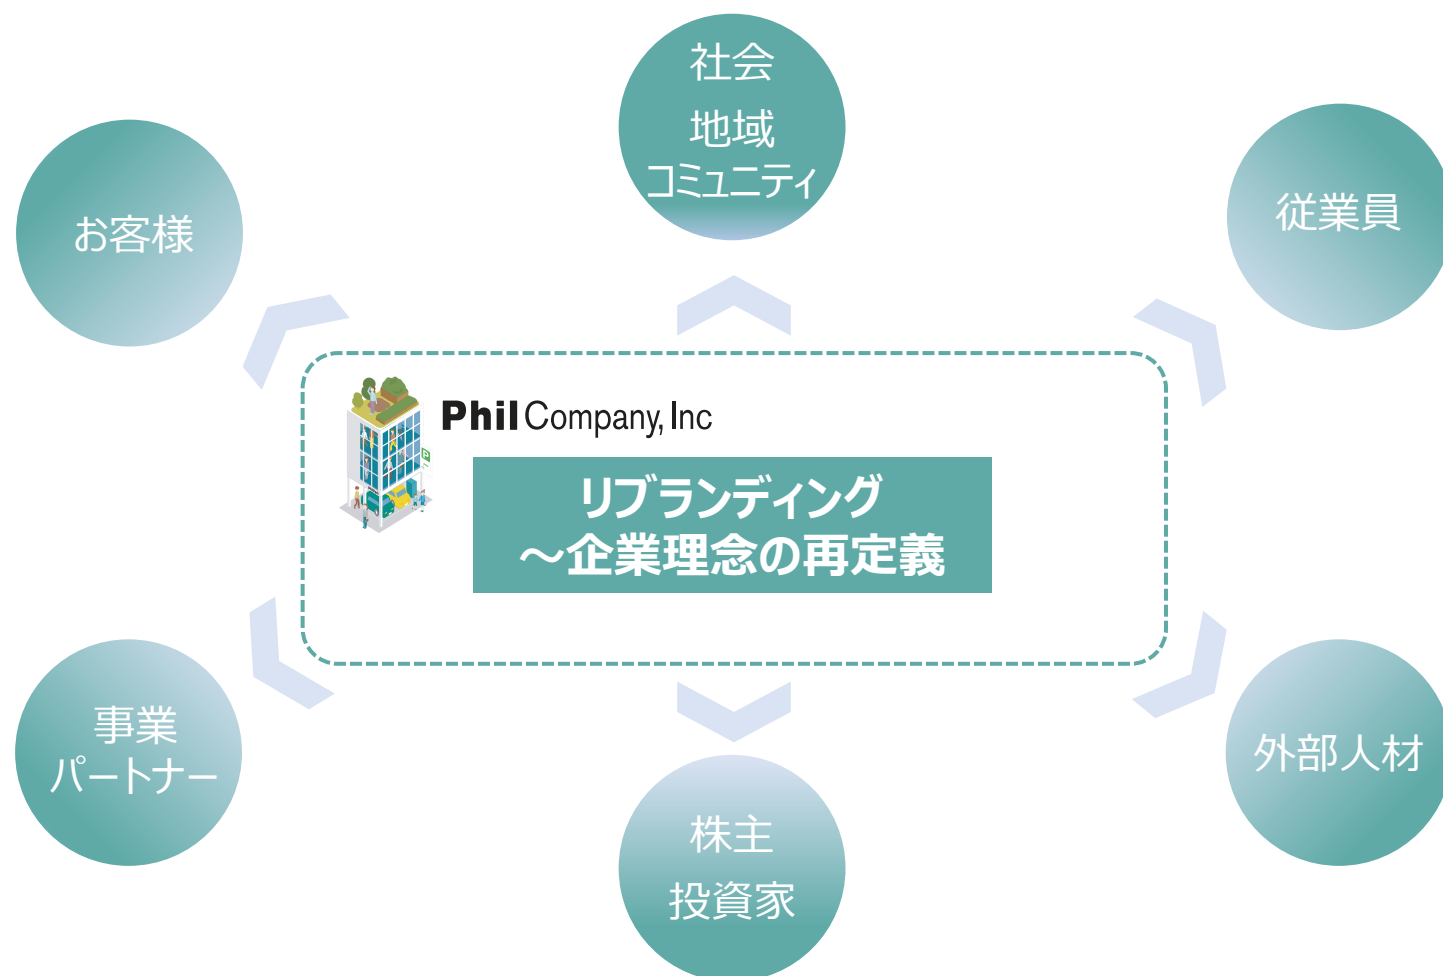 社会
地域
コミュニティ
お客様
従業員
Phil Company, Inc
リブランディング
～企業理念の再定義
事業
パートナー
外部人材
株主
投資家